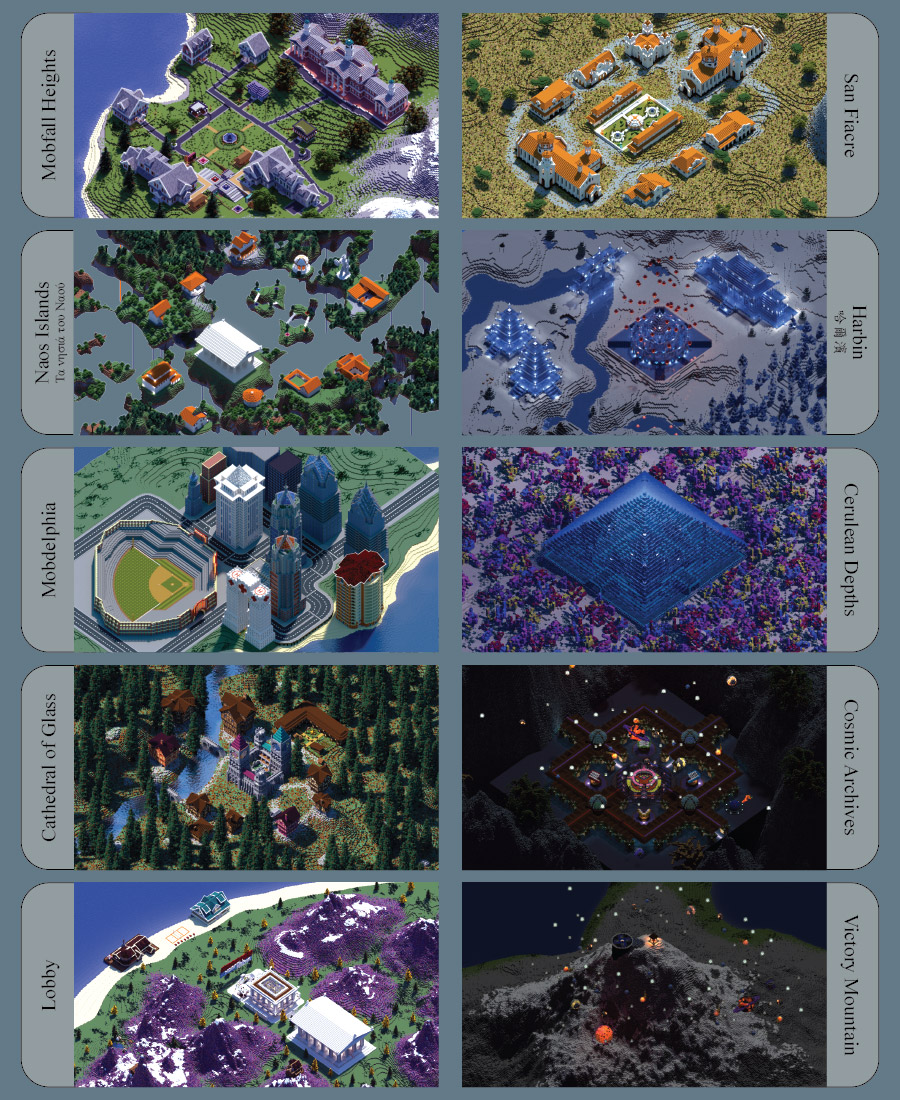 Mobfall Heights
San Fiacre
Naos Islands
Τα νησιά του Ναού
Harbin
哈爾濱
Mobdelphia
Cerulean Depths
Cathedral of Glass
Cosmic Archives
Lobby
Victory Mountain